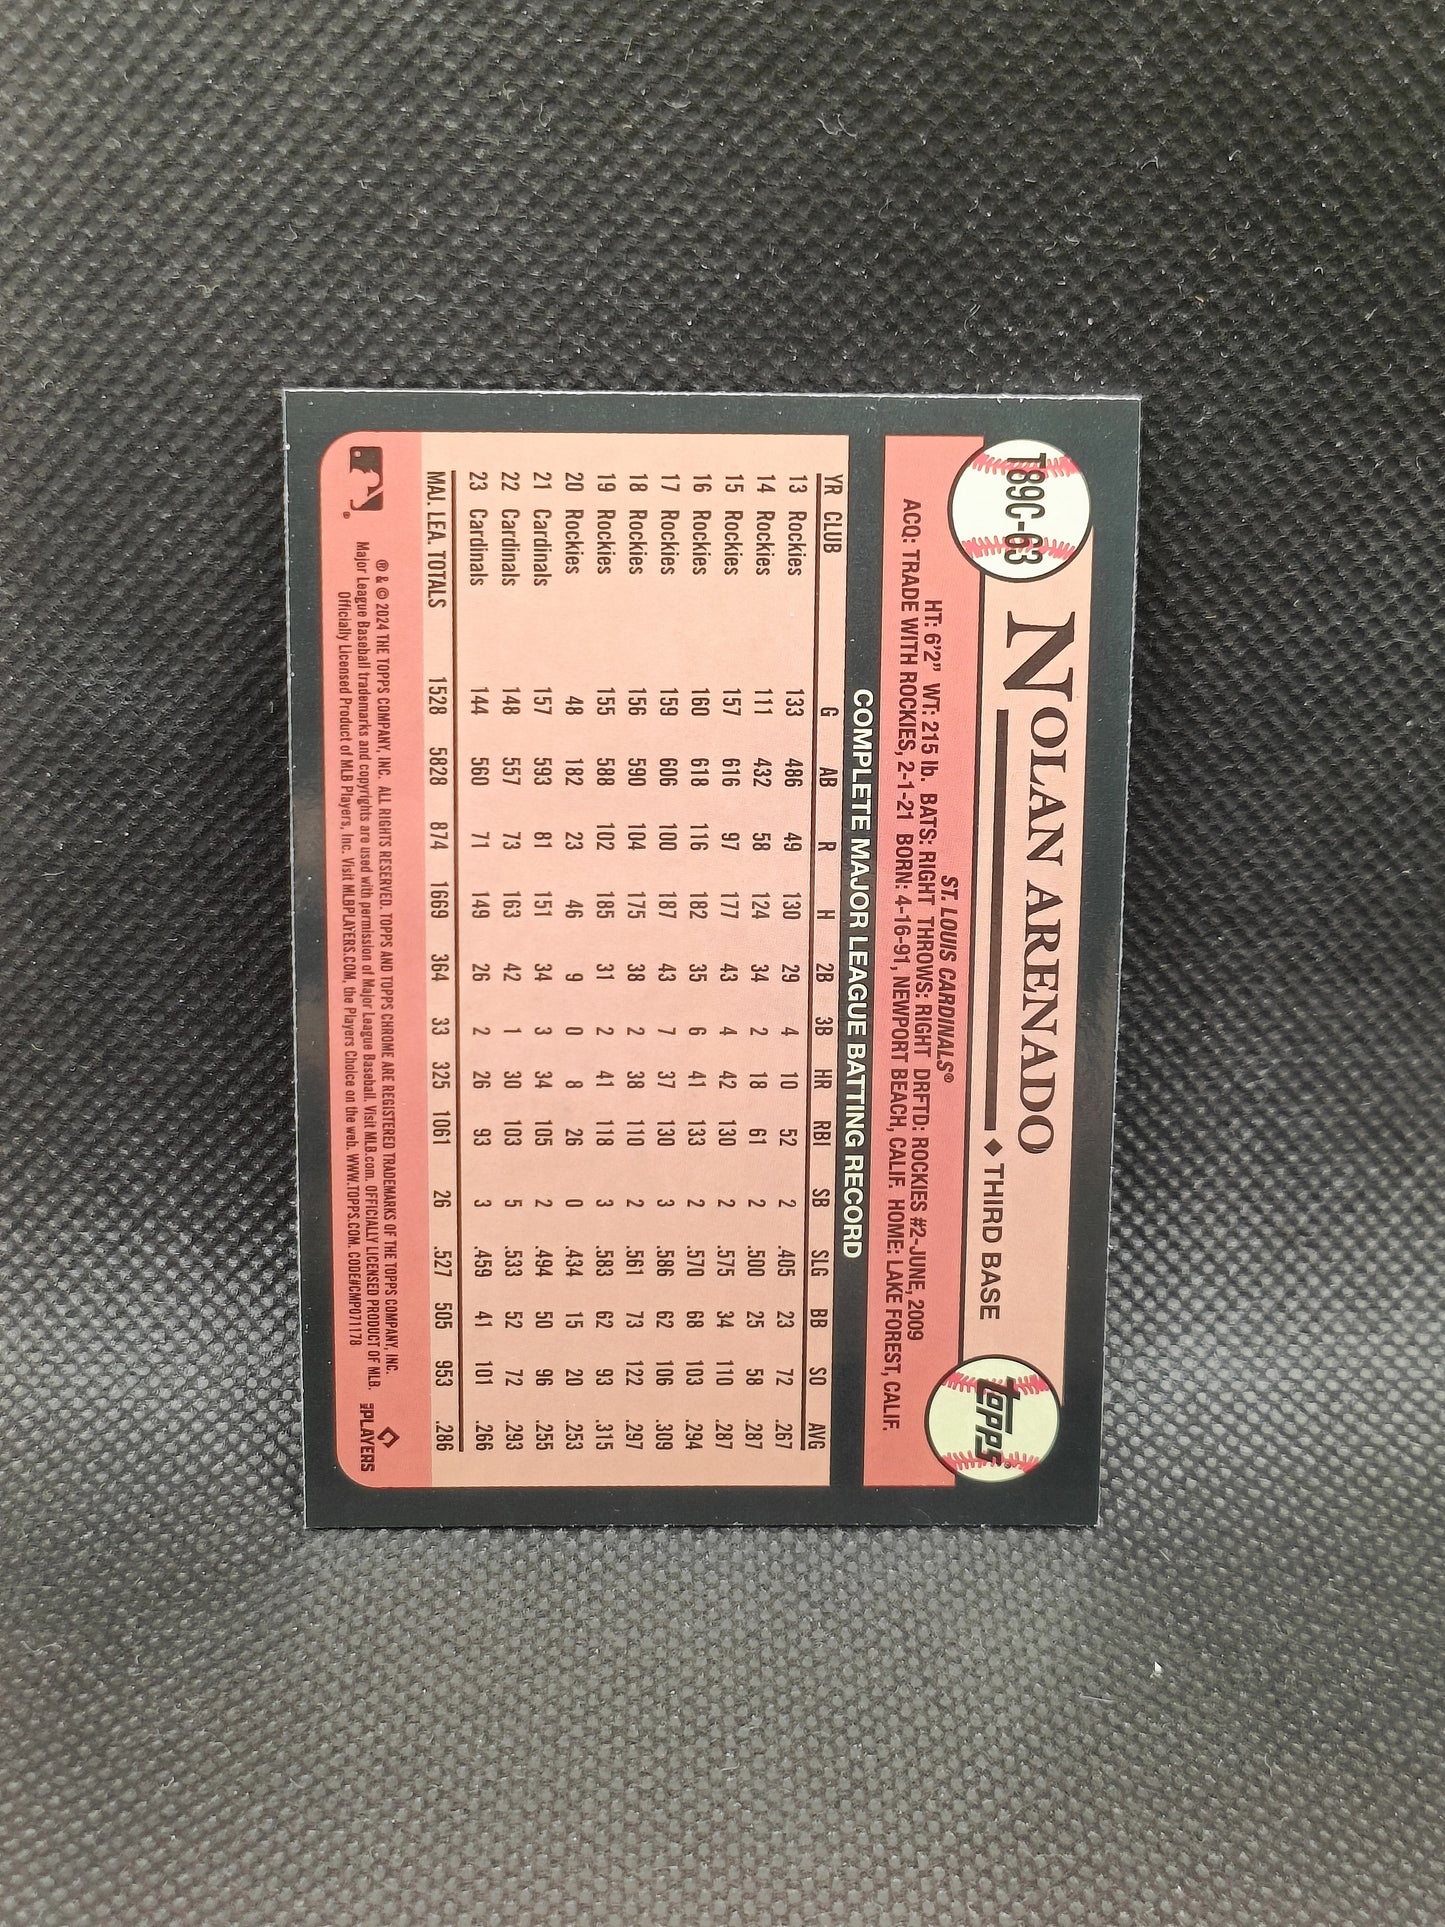 T89C-63
NOLAN ARENADO
◆ THIRD BASE
topps®
ST. LOUIS CARDINALS®
HT: 6'2" WT: 215 lb. BATS: RIGHT THROWS: RIGHT DRFTD: ROCKIES #2-JUNE, 2009
ACQ: TRADE WITH ROCKIES, 2-1-21 BORN: 4-16-91, NEWPORT BEACH, CALIF. HOME: LAKE FOREST, CALIF.
COMPLETE MAJOR LEAGUE BATTING RECORD
YR CLUB G AB R H 2B 3B HR RBI SB SLG BB SO AVG
13 Rockies 133 486 49 130 29 4 10 52 2 .405 23 72 .267
14 Rockies 111 432 58 124 34 2 18 61 2 .500 25 58 .287
15 Rockies 157 616 97 177 43 4 42 130 2 .575 34 110 .287
16 Rockies 160 618 116 182 35 6 41 133 2 .570 68 103 .294
17 Rockies 159 606 100 187 43 7 37 130 3 .586 62 106 .309
18 Rockies 156 590 104 175 38 2 38 110 2 .561 73 122 .297
19 Rockies 155 588 102 185 31 2 41 118 3 .583 62 93 .315
20 Rockies 48 182 23 46 9 0 8 26 0 .434 15 20 .253
21 Cardinals 157 593 81 151 34 3 34 105 2 .494 50 96 .255
22 Cardinals 148 557 73 163 42 1 30 103 5 .533 52 72 .293
23 Cardinals 144 560 71 149 26 2 26 93 3 .459 41 101 .266
MAJ. LEA. TOTALS 1528 5828 874 1669 364 33 325 1061 26 .527 505 953 .286
® & © 2024 THE TOPPS COMPANY, INC. ALL RIGHTS RESERVED. TOPPS AND TOPPS CHROME ARE REGISTERED TRADEMARKS OF THE TOPPS COMPANY, INC.
Major League Baseball trademarks and copyrights are used with permission of Major League Baseball. Visit MLB.com. OFFICIALLY LICENSED PRODUCT OF MLB
Officially Licensed Product of MLB Players, Inc. Visit MLBPLAYERS.COM, the Players Choice on the web. WWW.TOPPS.COM. CODE#CMP071178
MLB PLAYERS